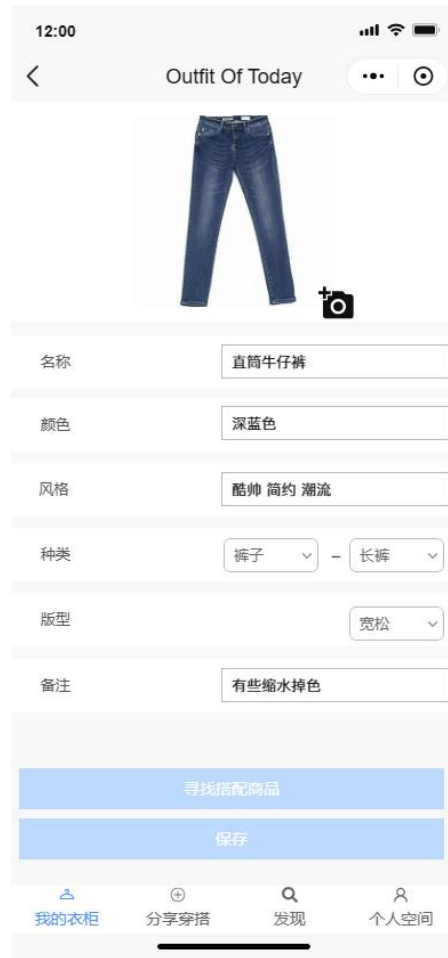 12:00
Outfit Of Today
名称
直筒牛仔裤
颜色
深蓝色
风格
酷帅 简约 潮流
种类
裤子 – 长裤
版型
宽松
备注
有些缩水掉色
寻找搭配商品
保存
我的衣柜 分享穿搭 发现 个人空间